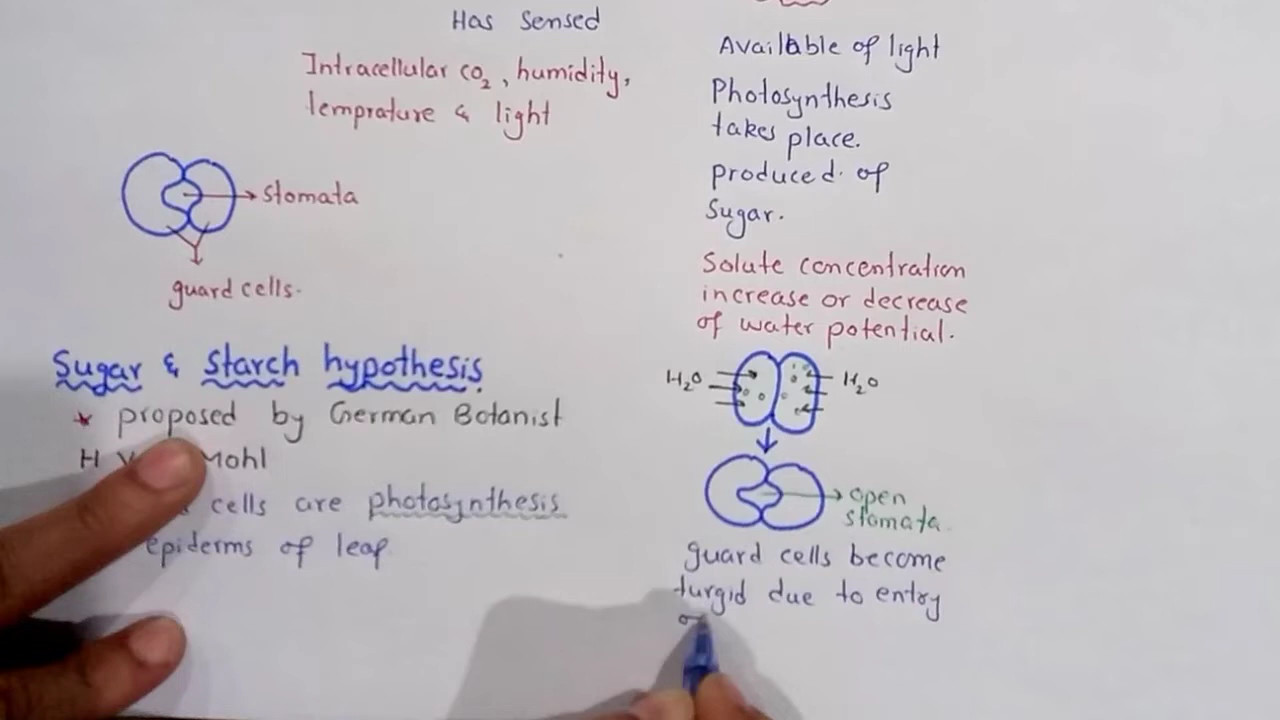 Has Sensed
Intracellular CO2, humidity,
temprature & light
stomata
guard cells.
Sugar & Starch hypothesis.
* proposed by German Botanist
H V Mohl
cells are photosynthesis
epiderms of leaf
Available of light
Photosynthesis
takes place.
produced. of
Sugar.
Solute concentration
increase or decrease
of water potential.
H2O
H2O
open
stomata.
guard cells become
turgid due to entry